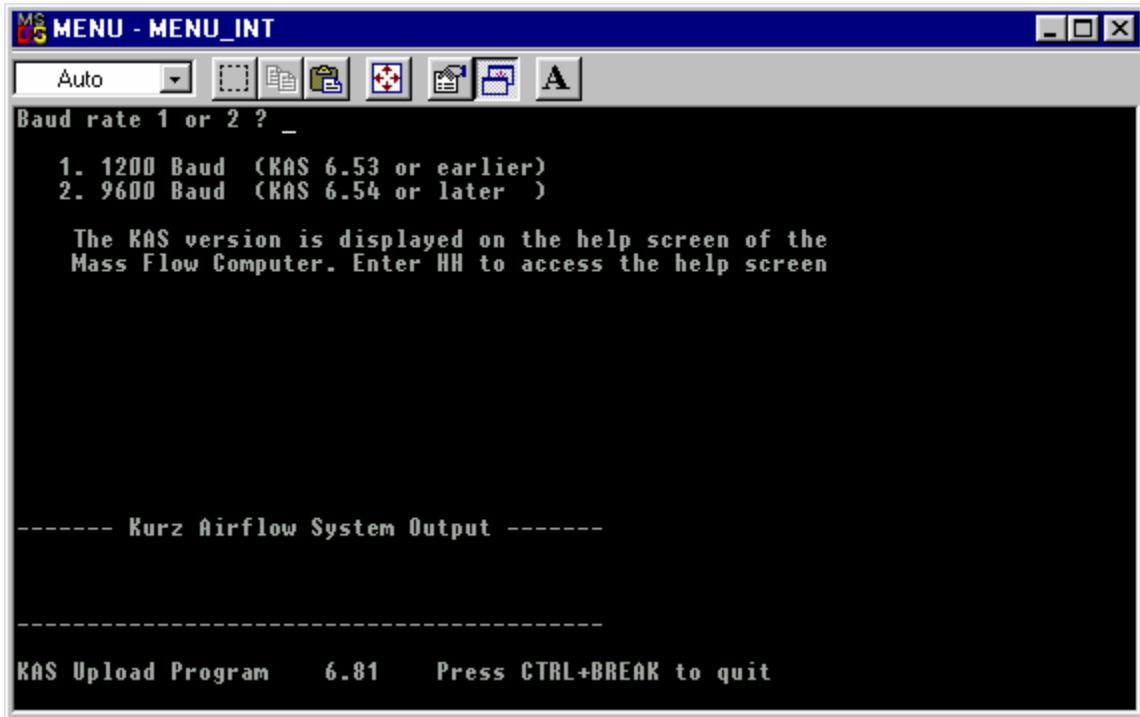 MENU - MENU_INT
Auto
A
Baud rate 1 or 2 ? _
1. 1200 Baud (KAS 6.53 or earlier)
2. 9600 Baud (KAS 6.54 or later )
The KAS version is displayed on the help screen of the
Mass Flow Computer. Enter HH to access the help screen
------- Kurz Airflow System Output -------
------------------------------------------
KAS Upload Program 6.81 Press CTRL+BREAK to quit